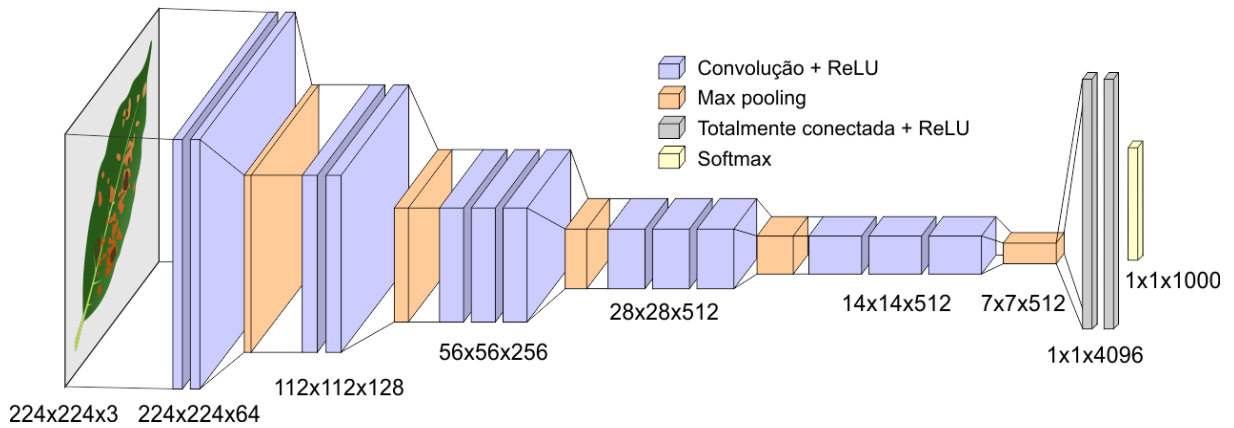 Convolução + ReLU
Max pooling
Totalmente conectada + ReLU
Softmax
224x224x3
224x224x64
112x112x128
56x56x256
28x28x512
14x14x512
7x7x512
1x1x4096
1x1x1000